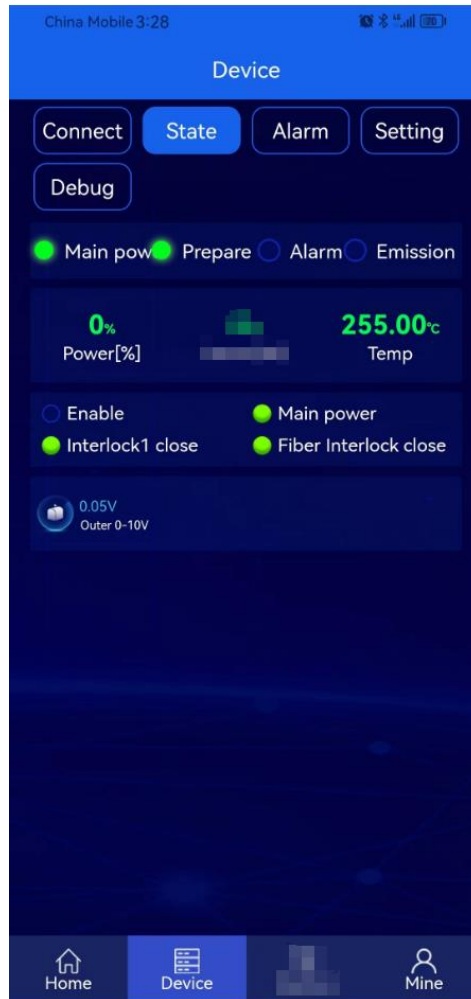 China Mobile 3:28
Device
Connect State Alarm Setting
Debug
Main pow Prepare Alarm Emission
0% 255.00℃
Power[%] Temp
Enable Main power
Interlock1 close Fiber Interlock close
0.05V
Outer 0-10V
Home Device Mine